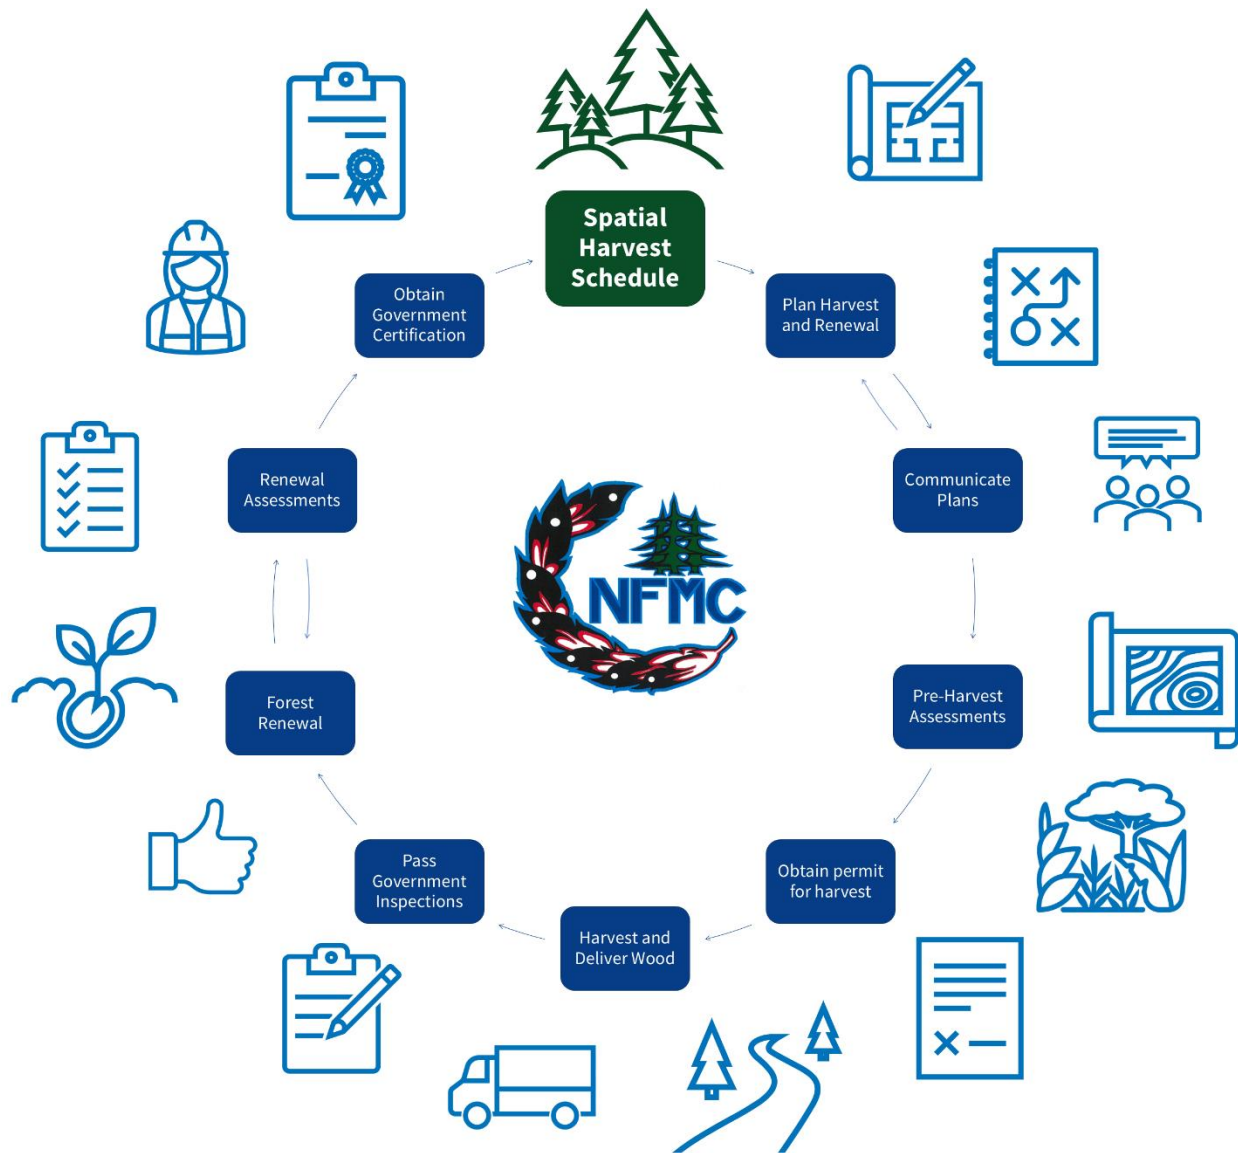 Spatial
Harvest
Schedule
Plan Harvest
and Renewal
Communicate
Plans
Pre-Harvest
Assessments
Obtain permit
for harvest
Harvest and
Deliver Wood
Pass
Government
Inspections
Forest
Renewal
Renewal
Assessments
Obtain
Government
Certification
NFMC